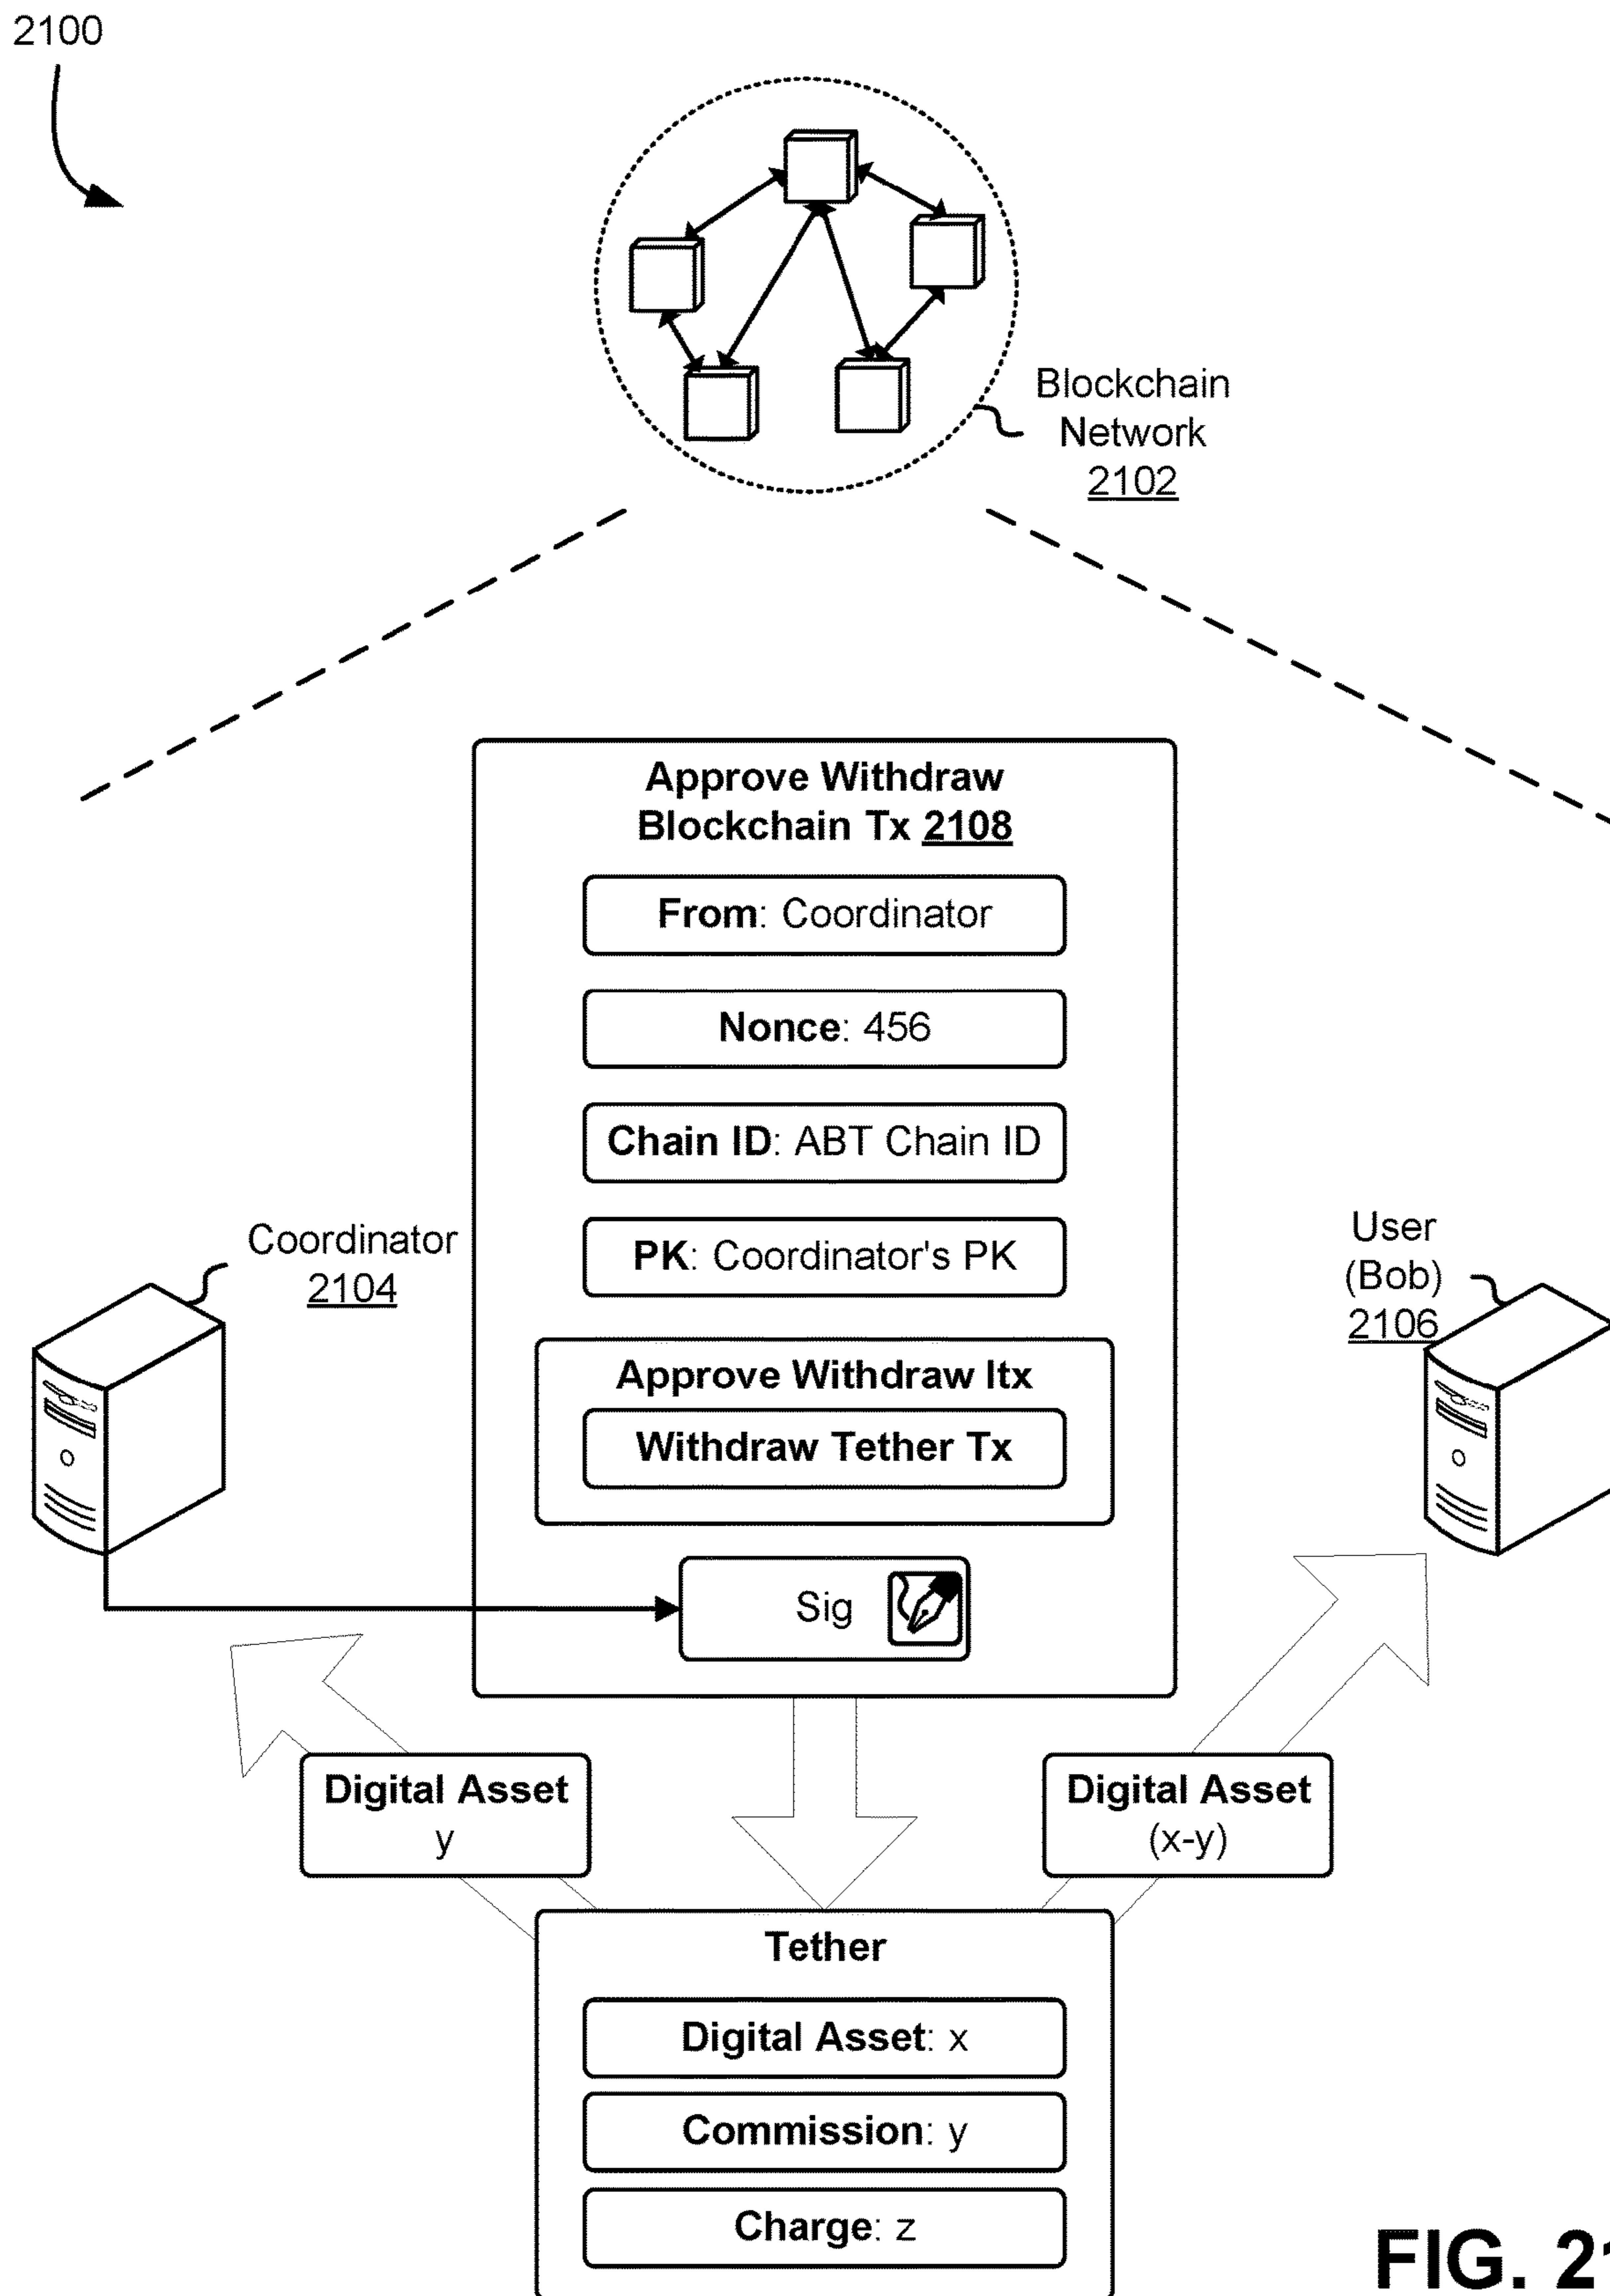 2100
Blockchain
Network
2102
Approve Withdraw
Blockchain Tx 2108
From: Coordinator
Nonce: 456
Chain ID: ABT Chain ID
PK: Coordinator's PK
Coordinator
2104
User
(Bob)
2106
Approve Withdraw Itx
Withdraw Tether Tx
Sig
Digital Asset
y
Digital Asset
(x-y)
Tether
Digital Asset: x
Commission: y
Charge: z
FIG. 21